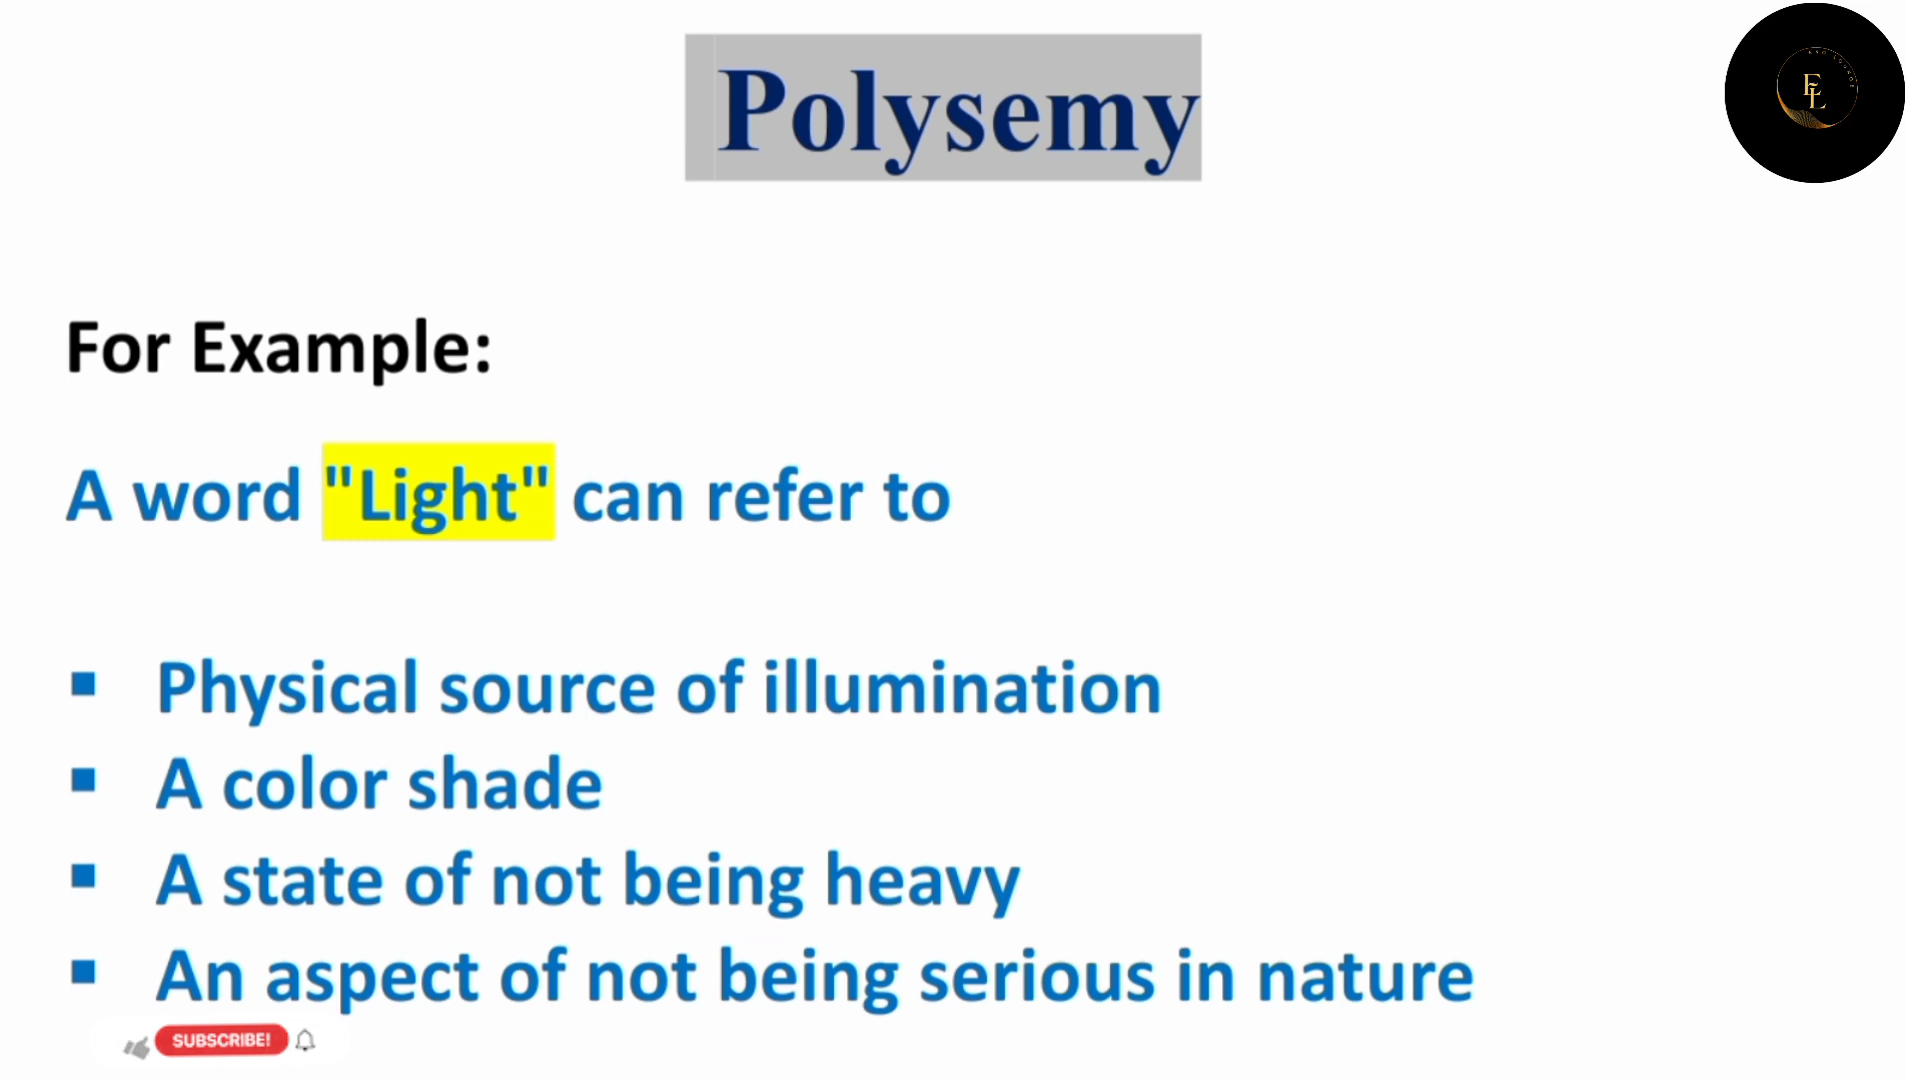 Polysemy
For Example:
A word "Light" can refer to
▪ Physical source of illumination
▪ A color shade
▪ A state of not being heavy
▪ An aspect of not being serious in nature
SUBSCRIBE!
EL